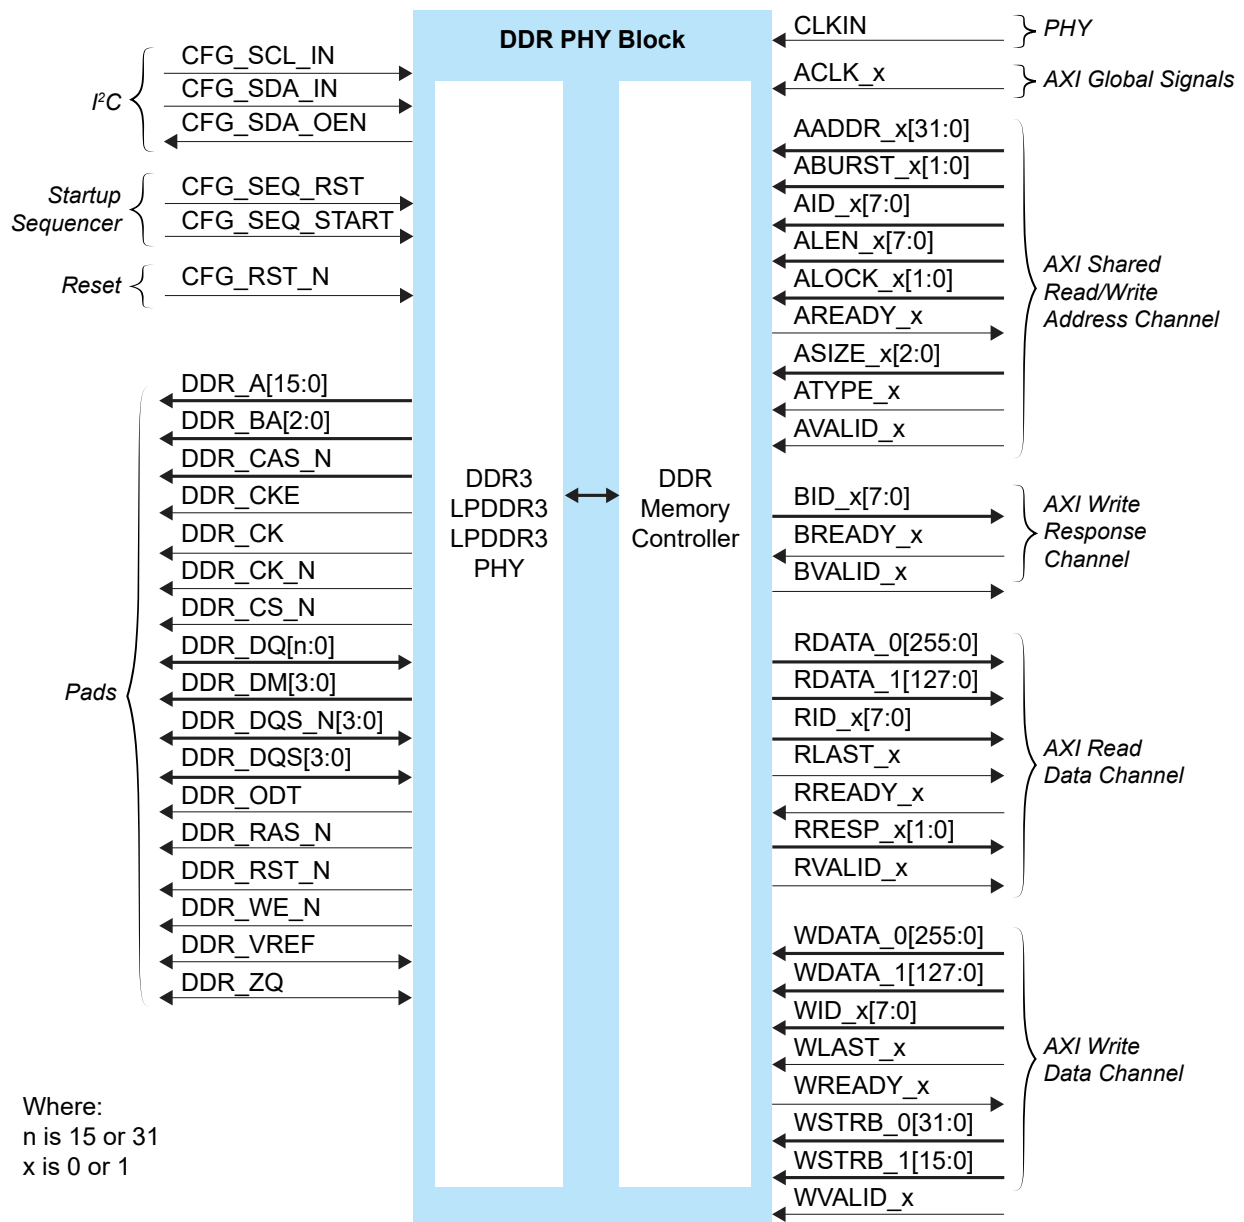 DDR PHY Block
CFG_SCL_IN
CFG_SDA_IN
CFG_SDA_OEN
I²C
CFG_SEQ_RST
CFG_SEQ_START
Startup
Sequencer
CFG_RST_N
Reset
DDR_A[15:0]
DDR_BA[2:0]
DDR_CAS_N
DDR_CKE
DDR_CK
DDR_CK_N
DDR_CS_N
DDR_DQ[n:0]
DDR_DM[3:0]
DDR_DQS_N[3:0]
DDR_DQS[3:0]
DDR_ODT
DDR_RAS_N
DDR_RST_N
DDR_WE_N
DDR_VREF
DDR_ZQ
Pads
Where:
n is 15 or 31
x is 0 or 1
DDR3
LPDDR3
LPDDR3
PHY
DDR
Memory
Controller
CLKIN
PHY
ACLK_x
AXI Global Signals
AADDR_x[31:0]
ABURST_x[1:0]
AID_x[7:0]
ALEN_x[7:0]
ALOCK_x[1:0]
AREADY_x
ASIZE_x[2:0]
ATYPE_x
AVALID_x
AXI Shared
Read/Write
Address Channel
BID_x[7:0]
BREADY_x
BVALID_x
AXI Write
Response
Channel
RDATA_0[255:0]
RDATA_1[127:0]
RID_x[7:0]
RLAST_x
RREADY_x
RRESP_x[1:0]
RVALID_x
AXI Read
Data Channel
WDATA_0[255:0]
WDATA_1[127:0]
WID_x[7:0]
WLAST_x
WREADY_x
WSTRB_0[31:0]
WSTRB_1[15:0]
WVALID_x
AXI Write
Data Channel